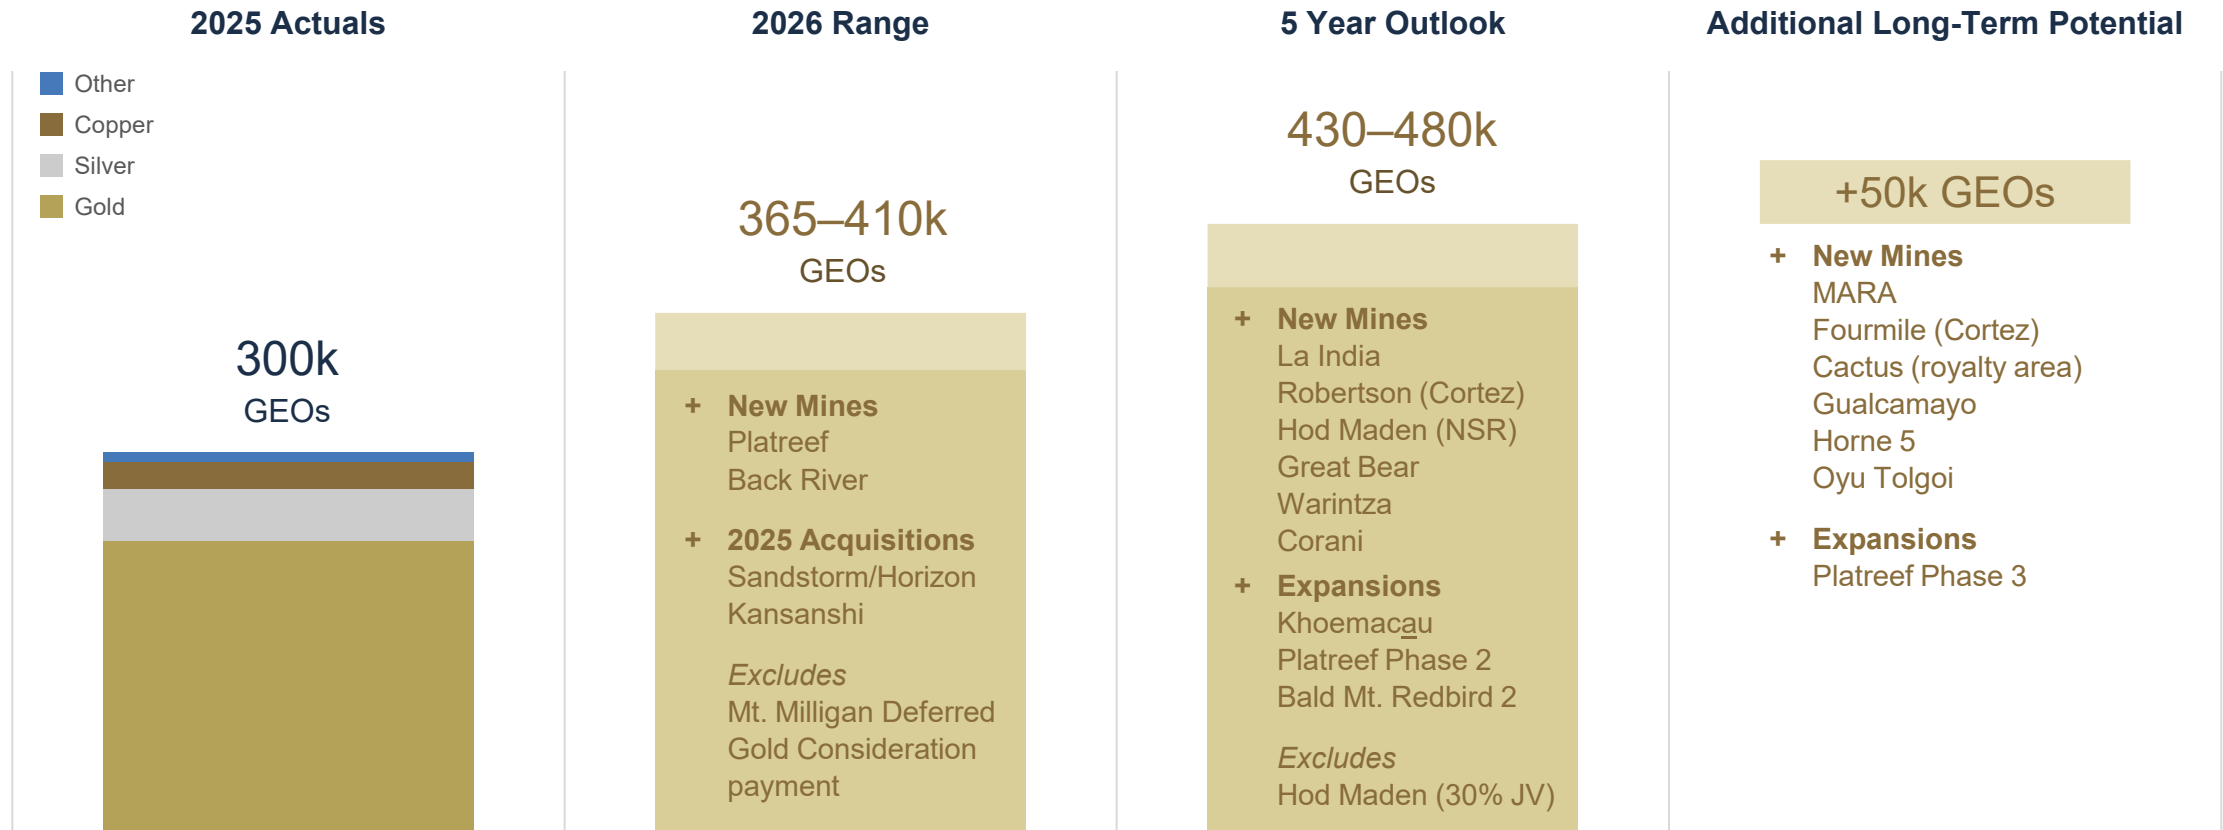 2025 Actuals
Other
Copper
Silver
Gold
300k
GEOs
2026 Range
365–410k
GEOs
+ New Mines
Platreef
Back River
+ 2025 Acquisitions
Sandstorm/Horizon
Kansanshi
Excludes
Mt. Milligan Deferred
Gold Consideration
payment
5 Year Outlook
430–480k
GEOs
+ New Mines
La India
Robertson (Cortez)
Hod Maden (NSR)
Great Bear
Warintza
Corani
+ Expansions
Khoemaca̲u
Platreef Phase 2
Bald Mt. Redbird 2
Excludes
Hod Maden (30% JV)
Additional Long-Term Potential
+50k GEOs
+ New Mines
MARA
Fourmile (Cortez)
Cactus (royalty area)
Gualcamayo
Horne 5
Oyu Tolgoi
+ Expansions
Platreef Phase 3